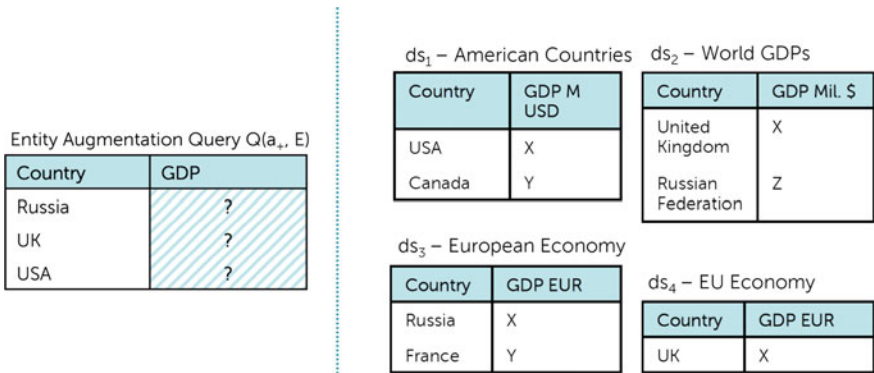 Entity Augmentation Query Q(a+, E)
Country GDP
Russia ?
UK ?
USA ?
ds1 – American Countries
Country GDP M
USD
USA X
Canada Y
ds2 – World GDPs
Country GDP Mil. $
United X
Kingdom
Russian Z
Federation
ds3 – European Economy
Country GDP EUR
Russia X
France Y
ds4 – EU Economy
Country GDP EUR
UK X